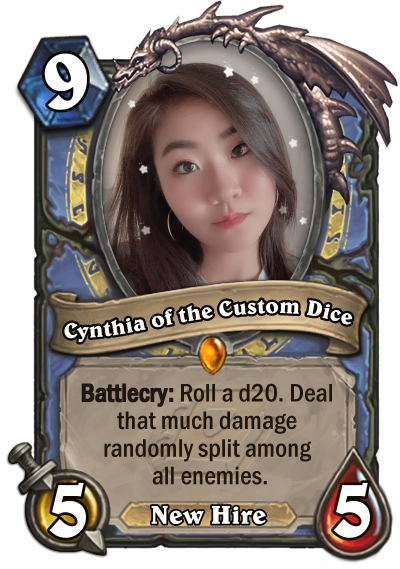 9
Cynthia of the Custom Dice
Battlecry: Roll a d20. Deal
that much damage
randomly split among
all enemies.
5
New Hire
5